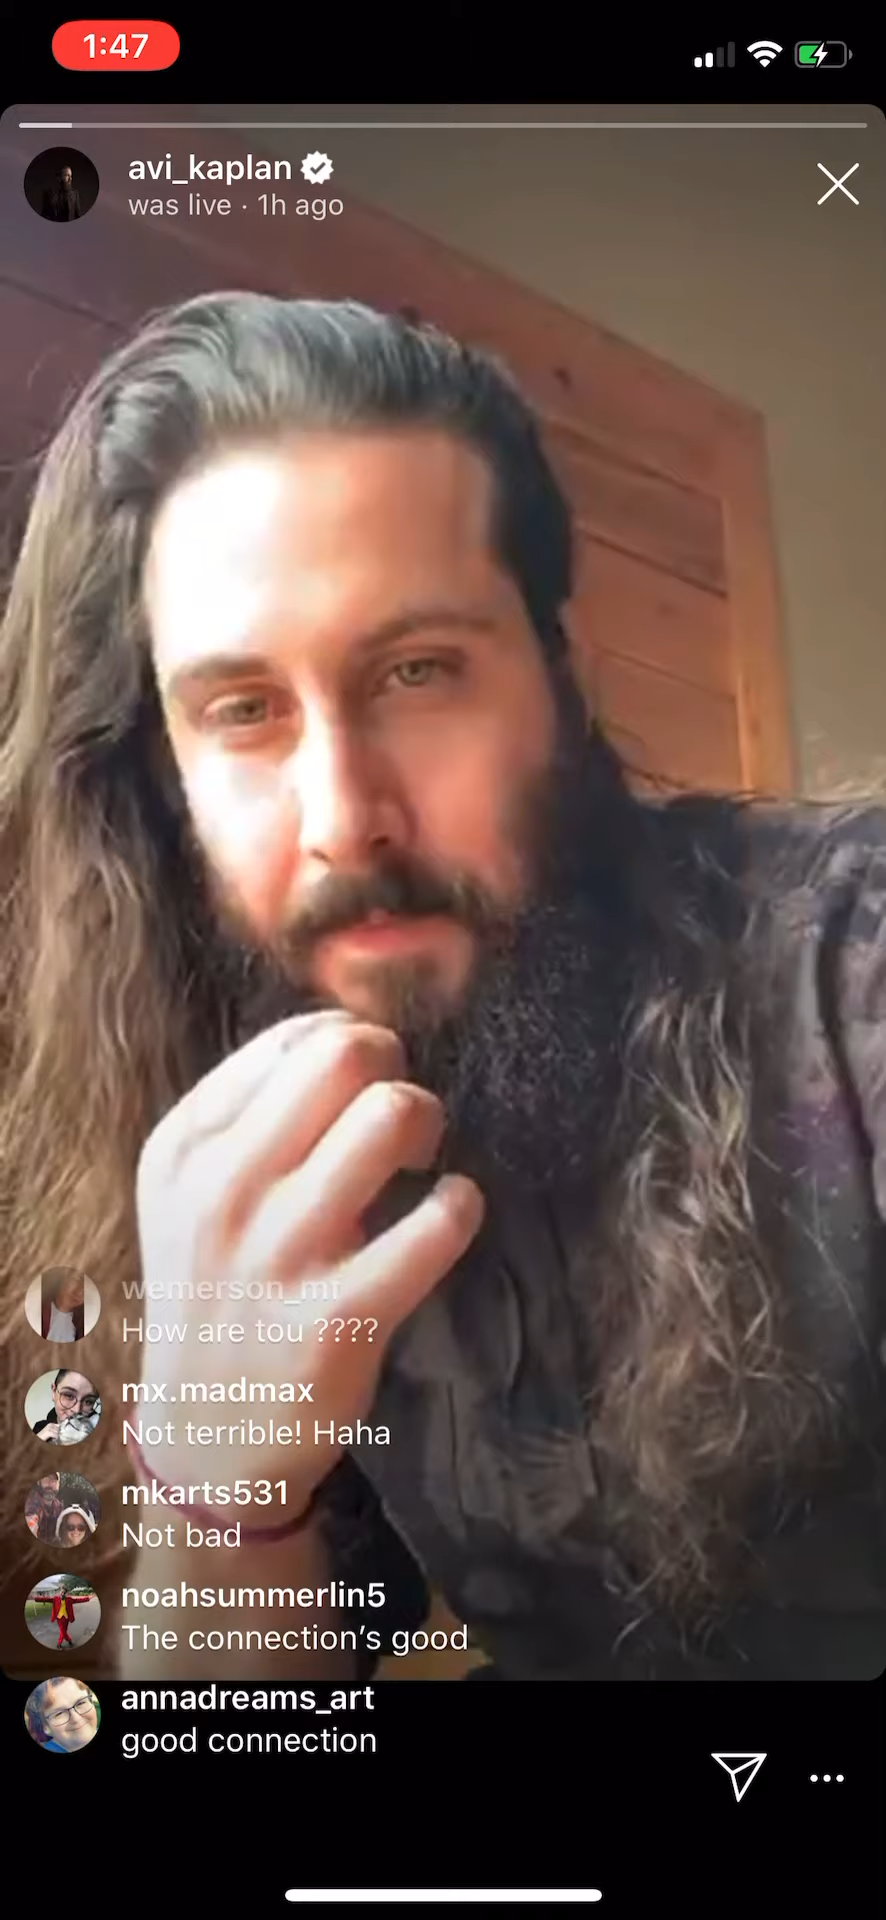 1:47
avi_kaplan
was live · 1h ago
wemerson_mf
How are tou ????
mx.madmax
Not terrible! Haha
mkarts531
Not bad
noahsummerlin5
The connection’s good
annadreams_art
good connection